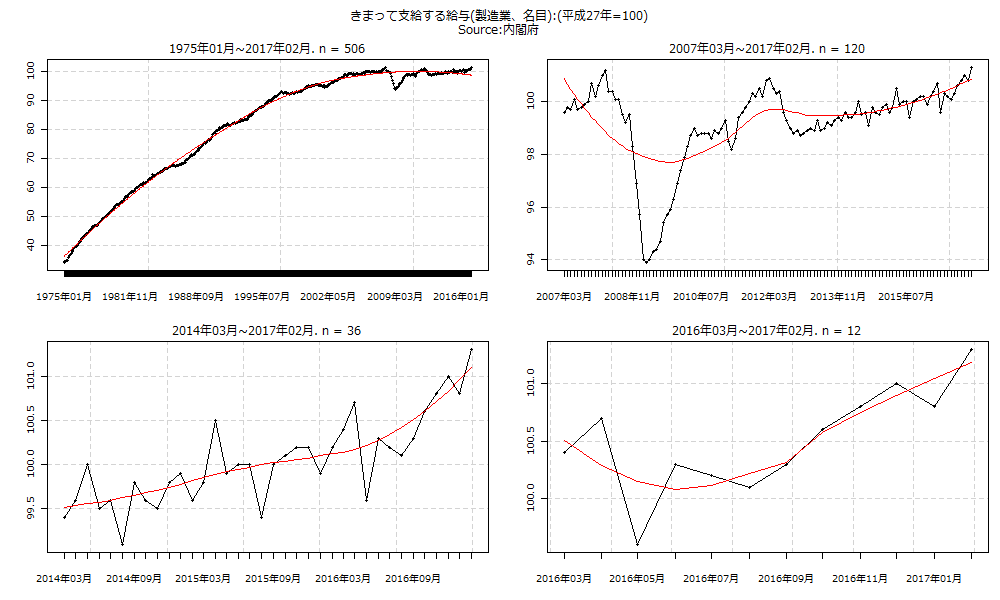 きまって支給する給与(製造業、名目):(平成27年=100)
Source:内閣府
1975年01月~2017年02月. n = 506
100
90
80
70
60
50
40
1975年01月 1981年11月 1988年09月 1995年07月 2002年05月 2009年03月 2016年01月
2007年03月~2017年02月. n = 120
100
98
96
94
2007年03月 2008年11月 2010年07月 2012年03月 2013年11月 2015年07月
2014年03月~2017年02月. n = 36
101.0
100.5
100.0
99.5
2014年03月 2014年09月 2015年03月 2015年09月 2016年03月 2016年09月
2016年03月~2017年02月. n = 12
101.0
100.5
100.0
2016年03月 2016年05月 2016年07月 2016年09月 2016年11月 2017年01月